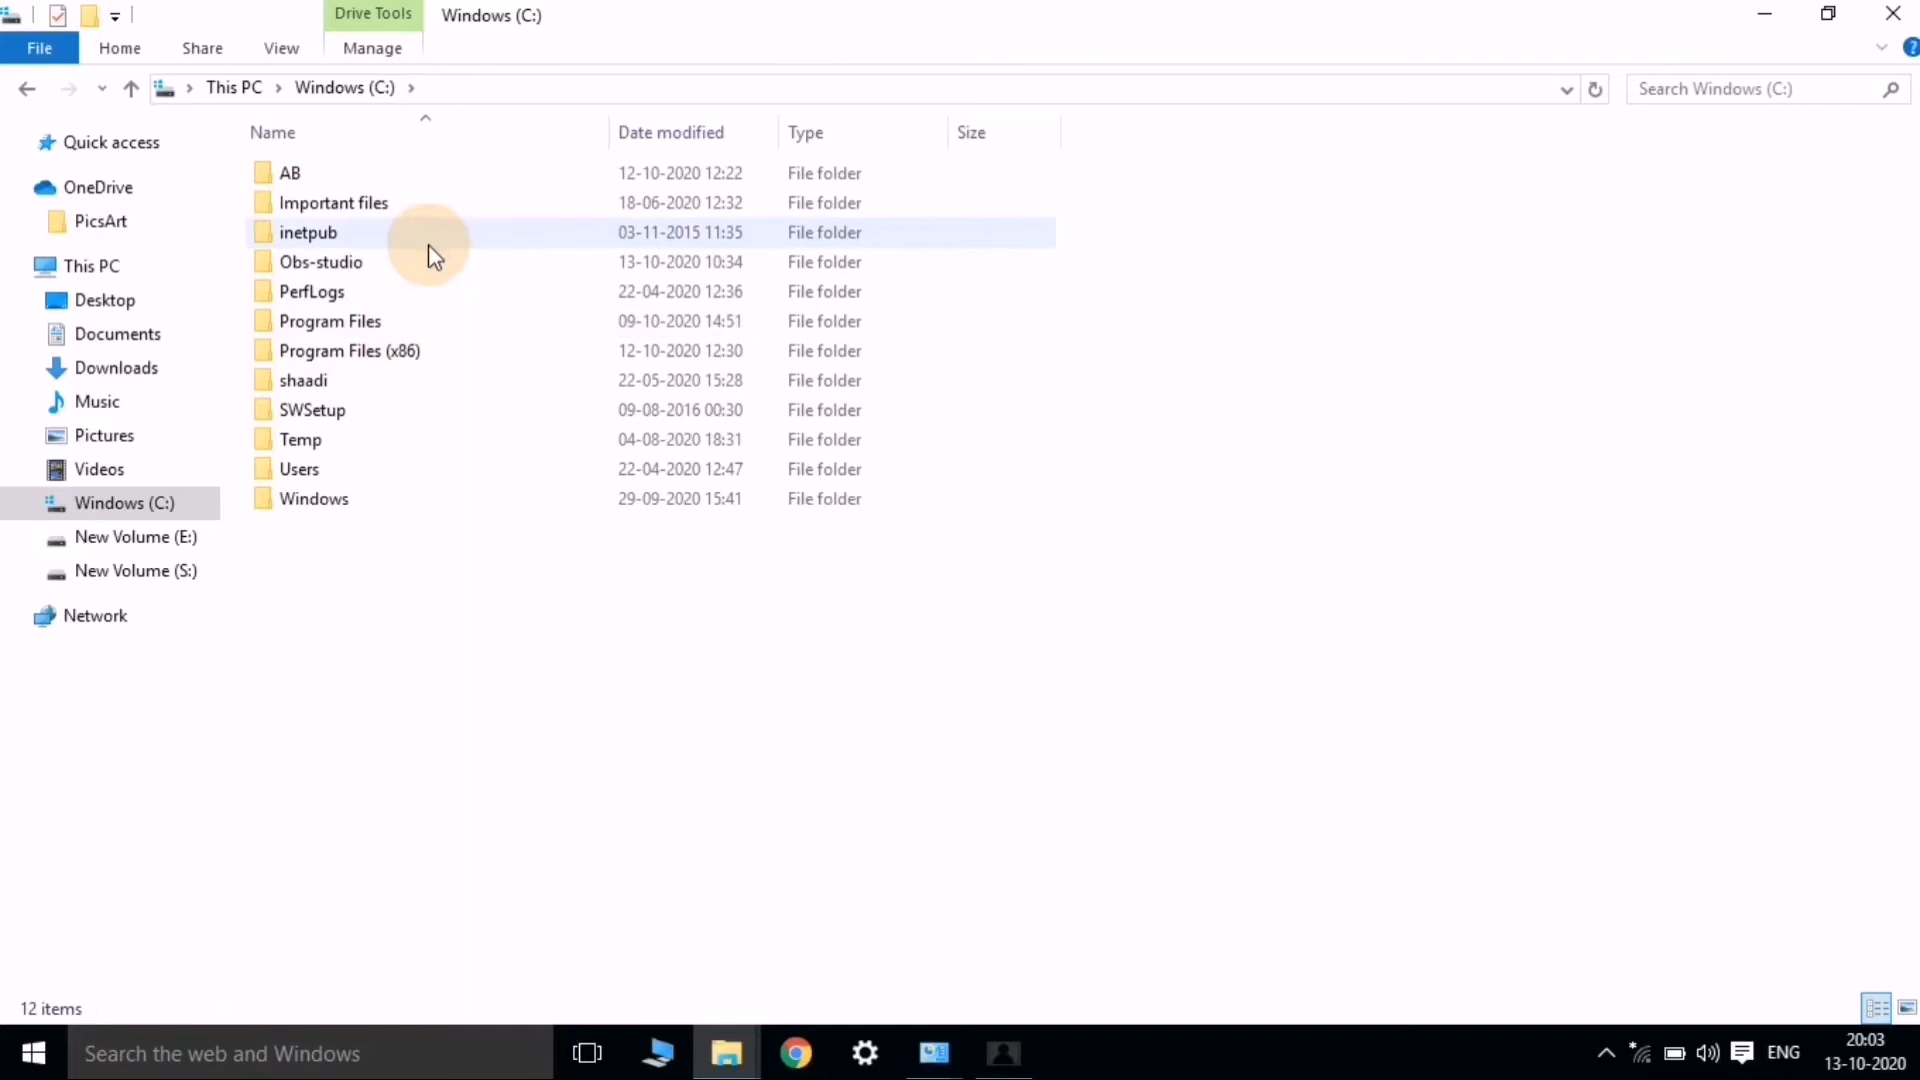 Drive Tools Windows (C:)
File Home Share View Manage
This PC Windows (C:) Search Windows (C:)
Name Date modified Type Size
Quick access
OneDrive
PicsArt
This PC
Desktop
Documents
Downloads
Music
Pictures
Videos
Windows (C:)
New Volume (E:)
New Volume (S:)
Network
AB 12-10-2020 12:22 File folder
Important files 18-06-2020 12:32 File folder
inetpub 03-11-2015 11:35 File folder
Obs-studio 13-10-2020 10:34 File folder
PerfLogs 22-04-2020 12:36 File folder
Program Files 09-10-2020 14:51 File folder
Program Files (x86) 12-10-2020 12:30 File folder
shaadi 22-05-2020 15:28 File folder
SWSetup 09-08-2016 00:30 File folder
Temp 04-08-2020 18:31 File folder
Users 22-04-2020 12:47 File folder
Windows 29-09-2020 15:41 File folder
12 items
Search the web and Windows
ENG
20:03
13-10-2020